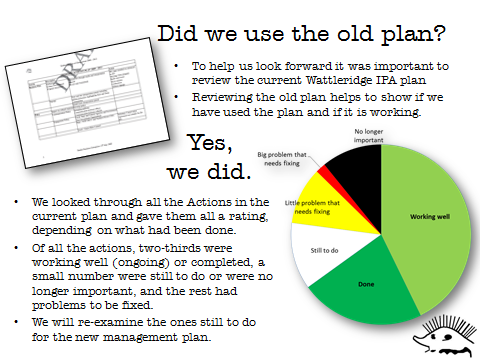 Did we use the old plan?
DRA
• To help us look forward it was important to
review the current Wattleridge IPA plan
• Reviewing the old plan helps to show if we
have used the plan and if it is working.
Yes,
we did.
• We looked through all the Actions in the
current plan and gave them all a rating,
depending on what had been done.
• Of all the actions, two-thirds were
working well (ongoing) or completed, a
small number were still to do or were no
longer important, and the rest had
problems to be fixed.
• We will re-examine the ones still to do
for the new management plan.
No longer
important
Big problem that
needs fixing
Little problem that
needs fixing
Working well
Still to do
Done